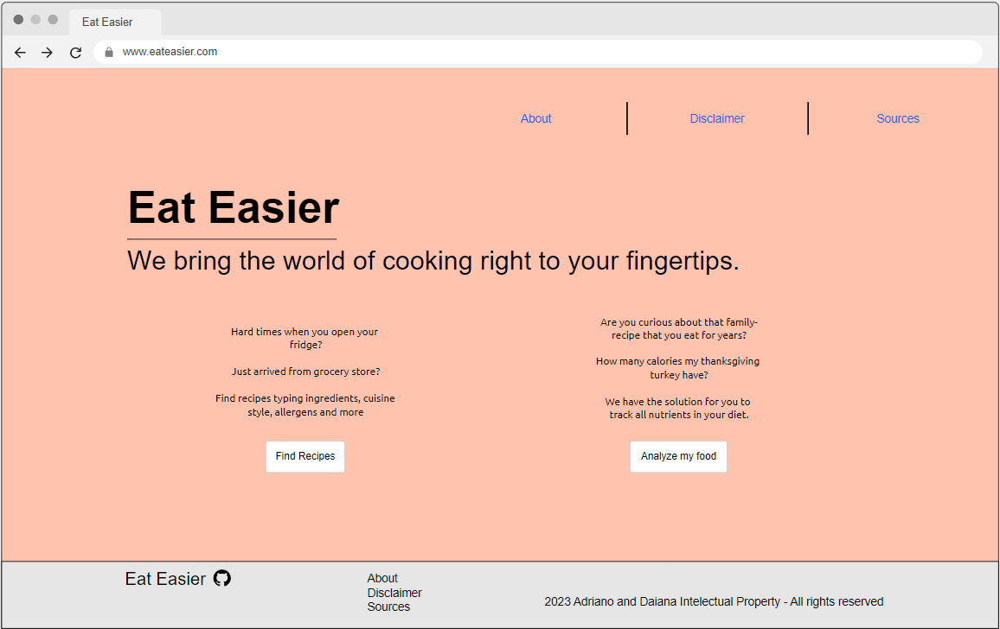 Eat Easier
www.eateasier.com
About
Disclaimer
Sources
Eat Easier
We bring the world of cooking right to your fingertips.
Hard times when you open your
fridge?
Just arrived from grocery store?
Find recipes typing ingredients, cuisine
style, allergens and more
Find Recipes
Are you curious about that family-
recipe that you eat for years?
How many calories my thanksgiving
turkey have?
We have the solution for you to
track all nutrients in your diet.
Analyze my food
Eat Easier
About
Disclaimer
Sources
2023 Adriano and Daiana Intelectual Property - All rights reserved